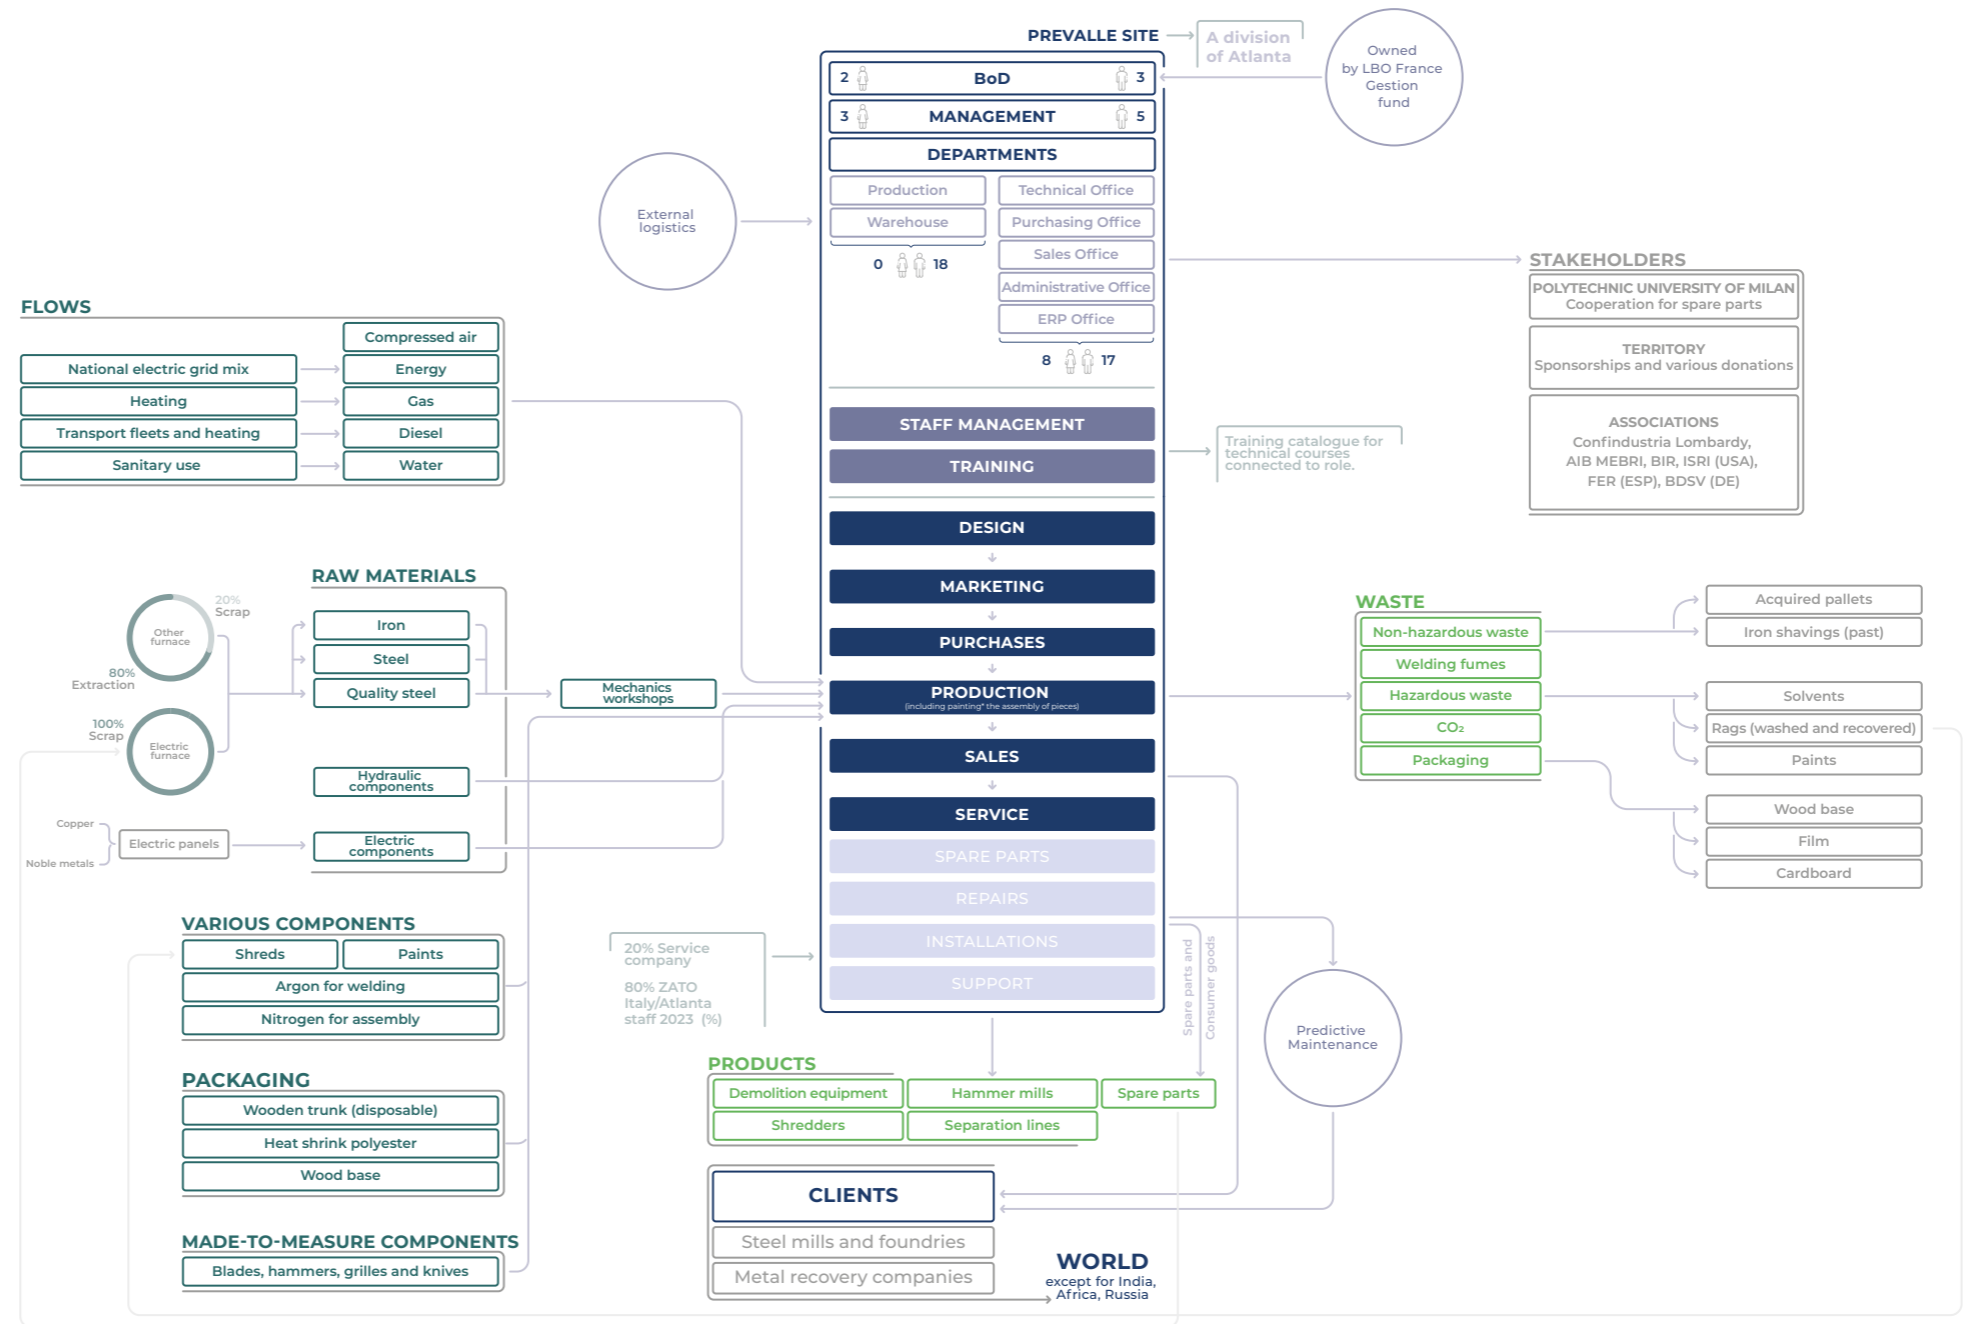 PREVALLE SITE
A division
of Atlanta
Owned
by LBO France
Gestion
fund
2 BoD 3
3 MANAGEMENT 5
DEPARTMENTS
Production
Warehouse
0 18
Technical Office
Purchasing Office
Sales Office
Administrative Office
ERP Office
8 17
External
logistics
STAFF MANAGEMENT
TRAINING
Training catalogue for
technical courses
connected to role.
DESIGN
MARKETING
PURCHASES
PRODUCTION
(including painting* the assembly of pieces)
SALES
SERVICE
SPARE PARTS
REPAIRS
INSTALLATIONS
SUPPORT
STAKEHOLDERS
POLYTECHNIC UNIVERSITY OF MILAN
Cooperation for spare parts
TERRITORY
Sponsorships and various donations
ASSOCIATIONS
Confindustria Lombardy,
AIB MEBRI, BIR, ISRI (USA),
FER (ESP), BDSV (DE)
FLOWS
Compressed air
National electric grid mix
Energy
Heating
Gas
Transport fleets and heating
Diesel
Sanitary use
Water
RAW MATERIALS
20%
Scrap
Other
furnace
80%
Extraction
100%
Scrap
Electric
furnace
Iron
Steel
Quality steel
Mechanics
workshops
Hydraulic
components
Copper
Noble metals
Electric panels
Electric
components
VARIOUS COMPONENTS
Shreds
Paints
Argon for welding
Nitrogen for assembly
PACKAGING
Wooden trunk (disposable)
Heat shrink polyester
Wood base
MADE-TO-MEASURE COMPONENTS
Blades, hammers, grilles and knives
20% Service
company
80% ZATO
Italy/Atlanta
staff 2023 (%)
WASTE
Non-hazardous waste
Welding fumes
Hazardous waste
CO₂
Packaging
Acquired pallets
Iron shavings (past)
Solvents
Rags (washed and recovered)
Paints
Wood base
Film
Cardboard
Spare parts and
Consumer goods
Predictive
Maintenance
PRODUCTS
Demolition equipment
Hammer mills
Spare parts
Shredders
Separation lines
CLIENTS
Steel mills and foundries
Metal recovery companies
WORLD
except for India,
Africa, Russia